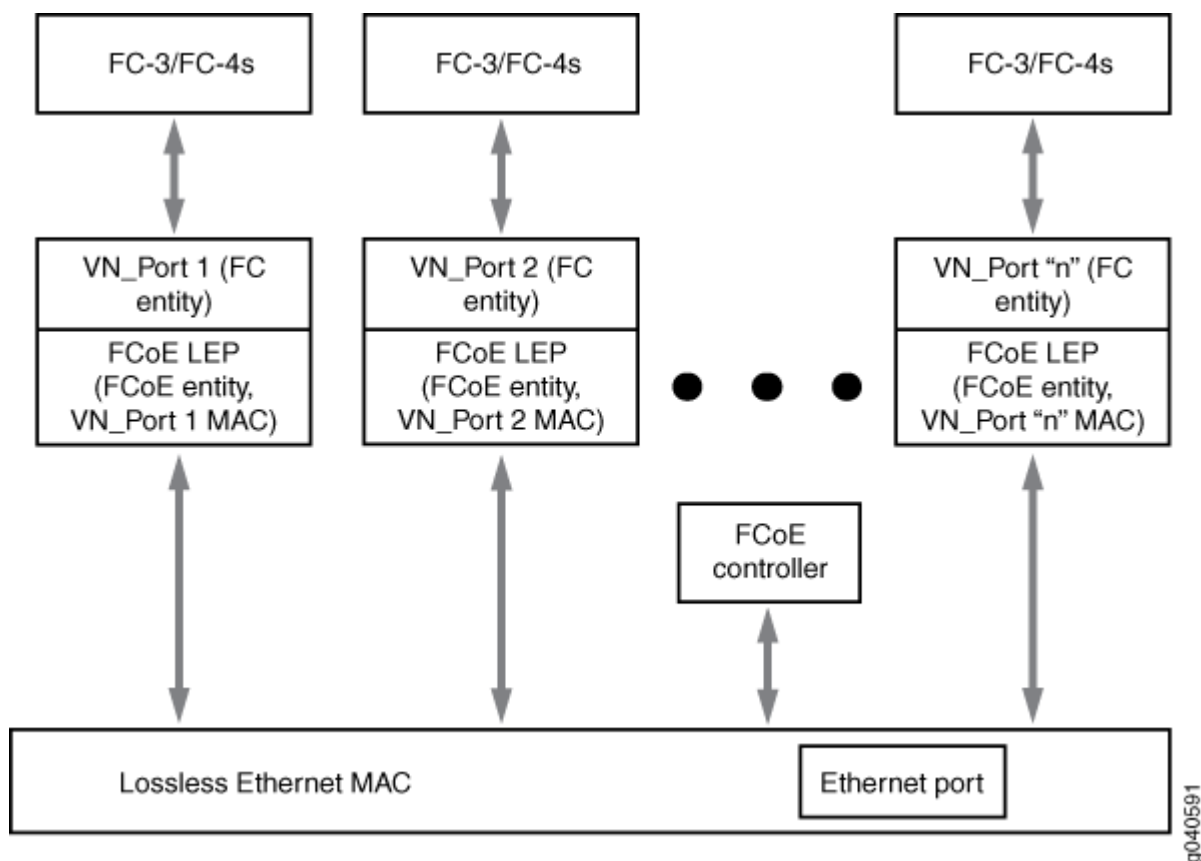 FC-3/FC-4s
FC-3/FC-4s
FC-3/FC-4s
VN_Port 1 (FC
entity)
FCoE LEP
(FCoE entity,
VN_Port 1 MAC)
VN_Port 2 (FC
entity)
FCoE LEP
(FCoE entity,
VN_Port 2 MAC)
VN_Port “n” (FC
entity)
FCoE LEP
(FCoE entity,
VN_Port “n” MAC)
FCoE
controller
Lossless Ethernet MAC
Ethernet port
g040591